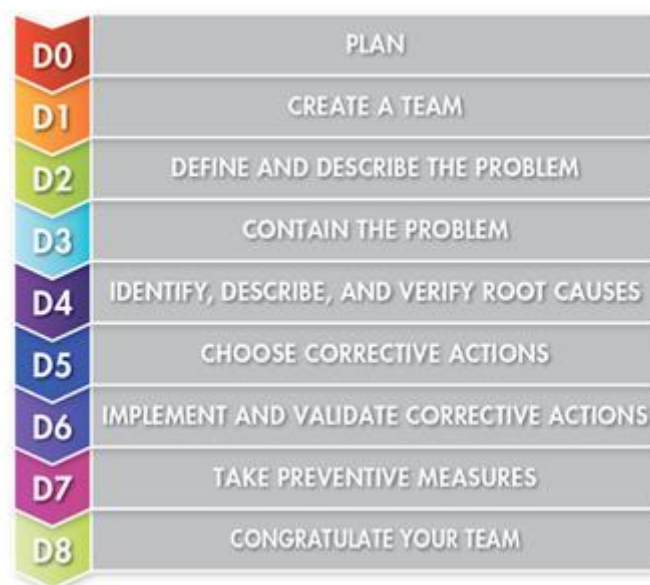 D0 PLAN
D1 CREATE A TEAM
D2 DEFINE AND DESCRIBE THE PROBLEM
D3 CONTAIN THE PROBLEM
D4 IDENTIFY, DESCRIBE, AND VERIFY ROOT CAUSES
D5 CHOOSE CORRECTIVE ACTIONS
D6 IMPLEMENT AND VALIDATE CORRECTIVE ACTIONS
D7 TAKE PREVENTIVE MEASURES
D8 CONGRATULATE YOUR TEAM